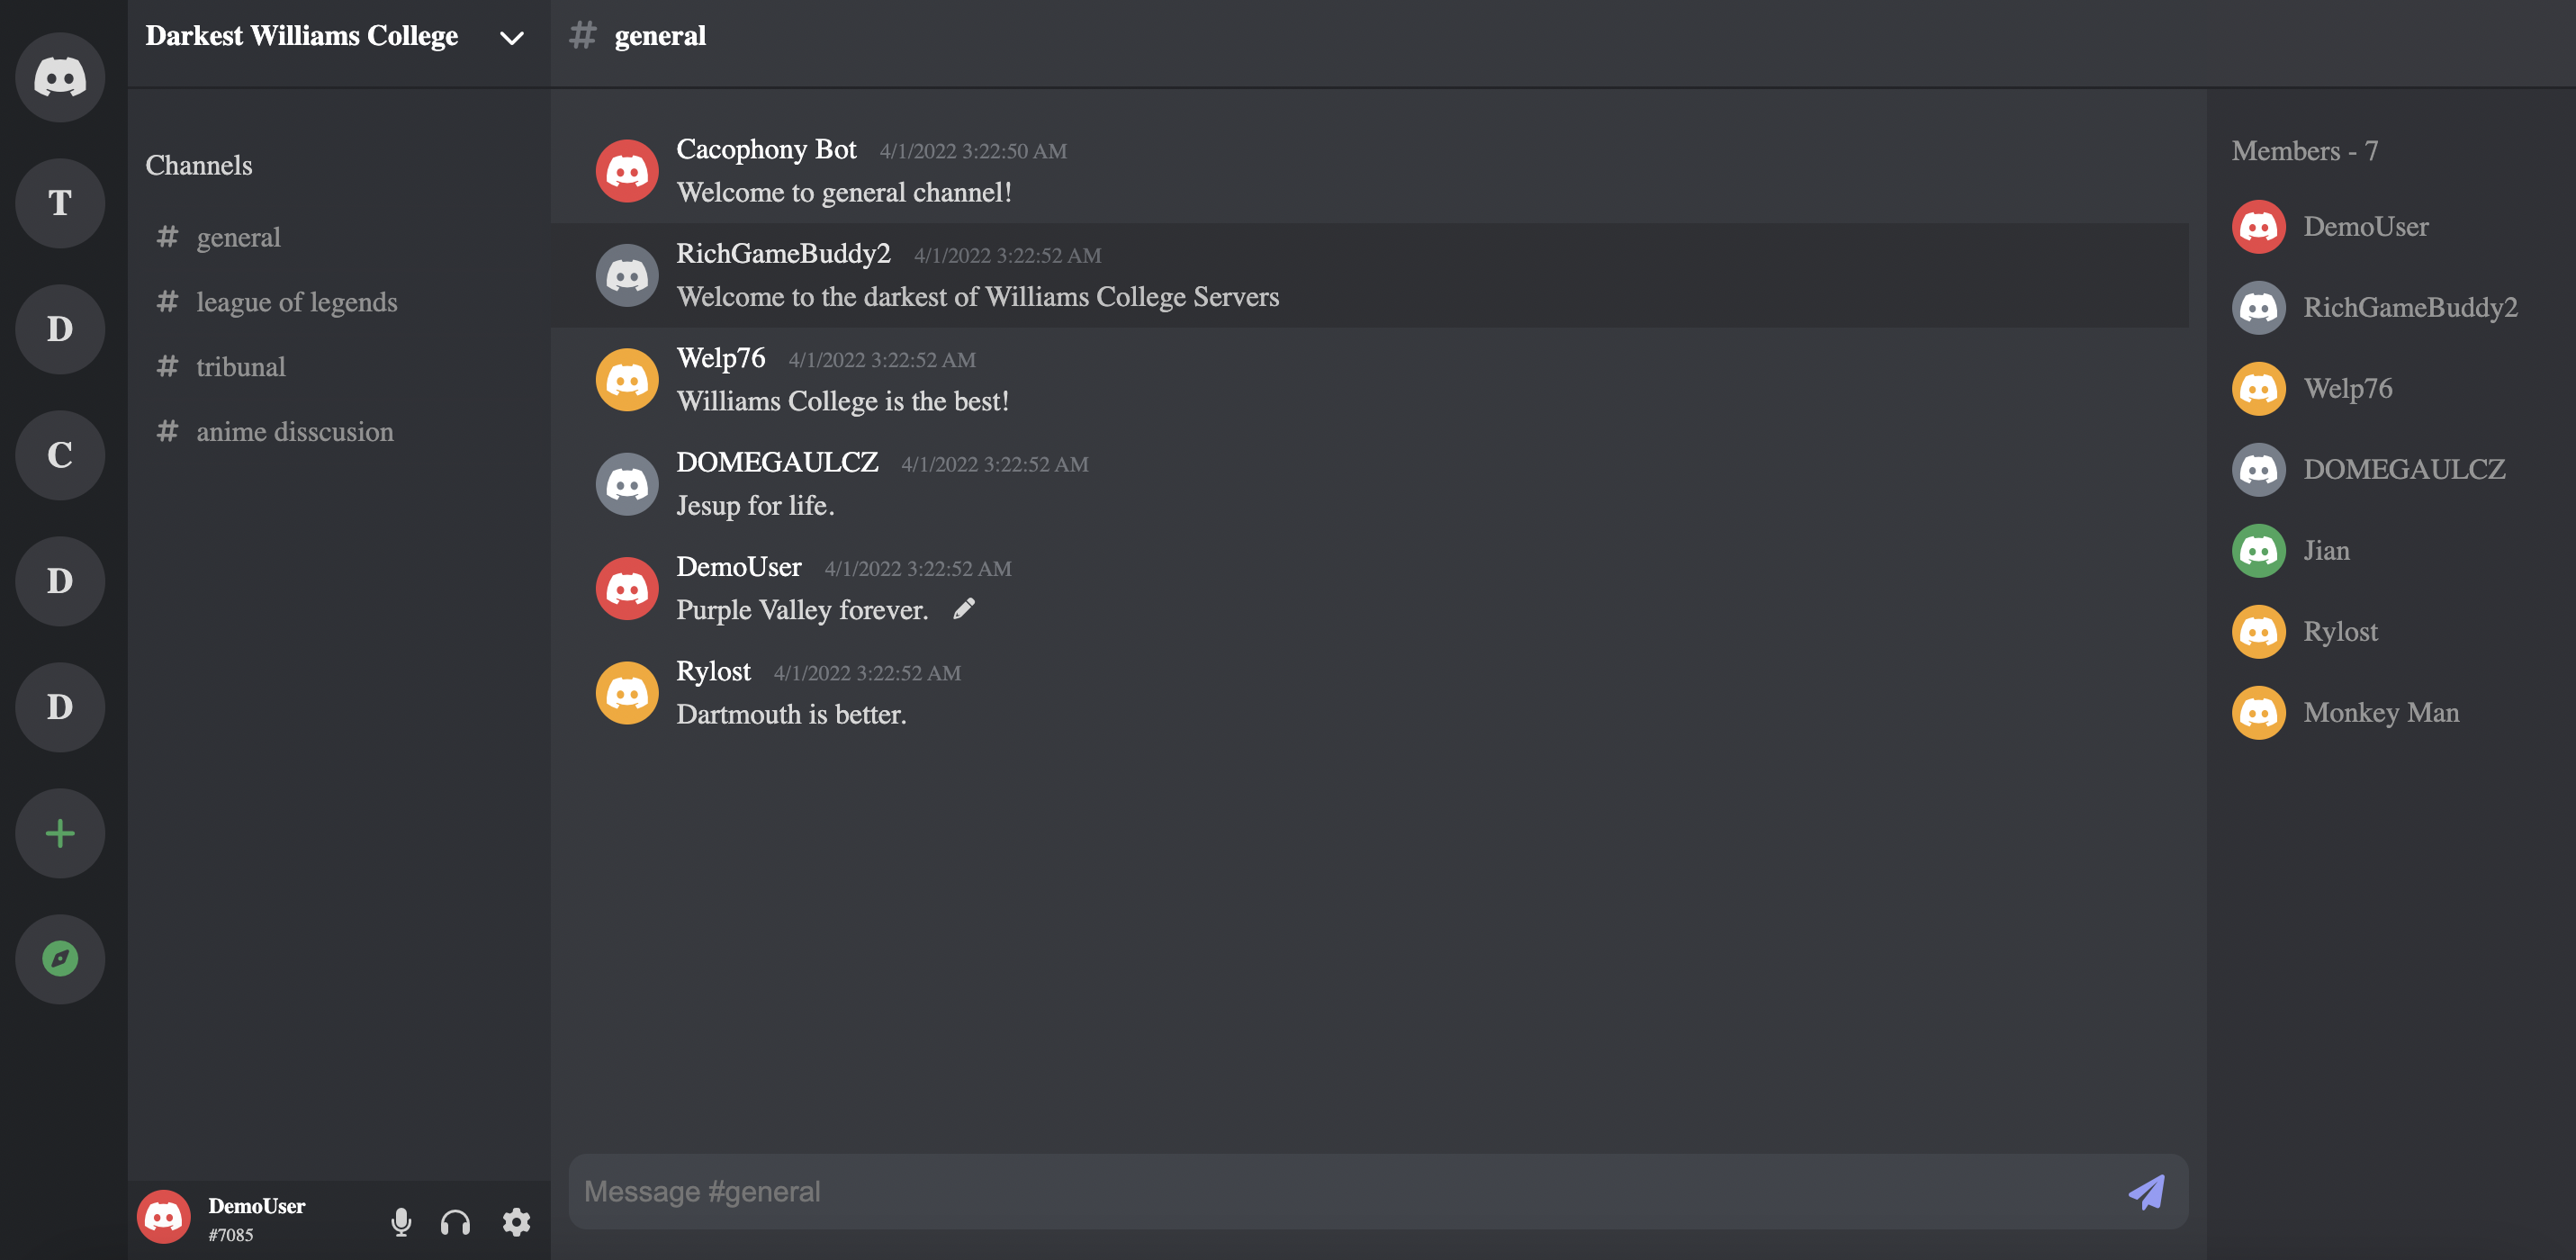 T
D
C
D
D
Darkest Williams College
Channels
# general
# league of legends
# tribunal
# anime disscusion
DemoUser
#7085
# general
Cacophony Bot 4/1/2022 3:22:50 AM
Welcome to general channel!
RichGameBuddy2 4/1/2022 3:22:52 AM
Welcome to the darkest of Williams College Servers
Welp76 4/1/2022 3:22:52 AM
Williams College is the best!
DOMEGAULCZ 4/1/2022 3:22:52 AM
Jesup for life.
DemoUser 4/1/2022 3:22:52 AM
Purple Valley forever.
Rylost 4/1/2022 3:22:52 AM
Dartmouth is better.
Message #general
Members - 7
DemoUser
RichGameBuddy2
Welp76
DOMEGAULCZ
Jian
Rylost
Monkey Man